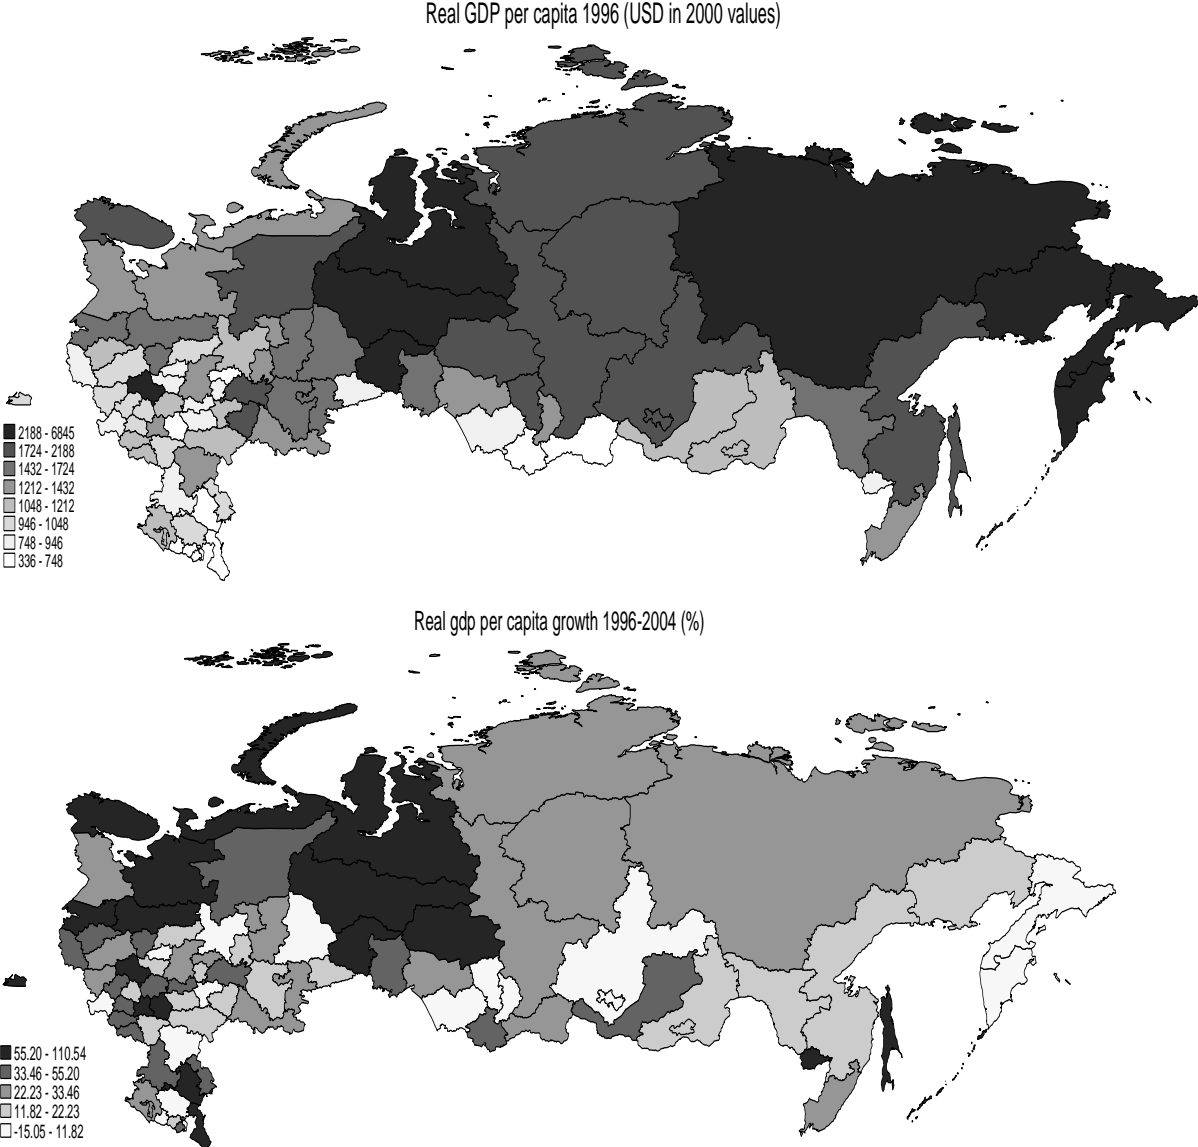 Real GDP per capita 1996 (USD in 2000 values)
2188 - 6845
1724 - 2188
1432 - 1724
1212 - 1432
1048 - 1212
946 - 1048
748 - 946
336 - 748
Real gdp per capita growth 1996-2004 (%)
55.20 - 110.54
33.46 - 55.20
22.23 - 33.46
11.82 - 22.23
-15.05 - 11.82